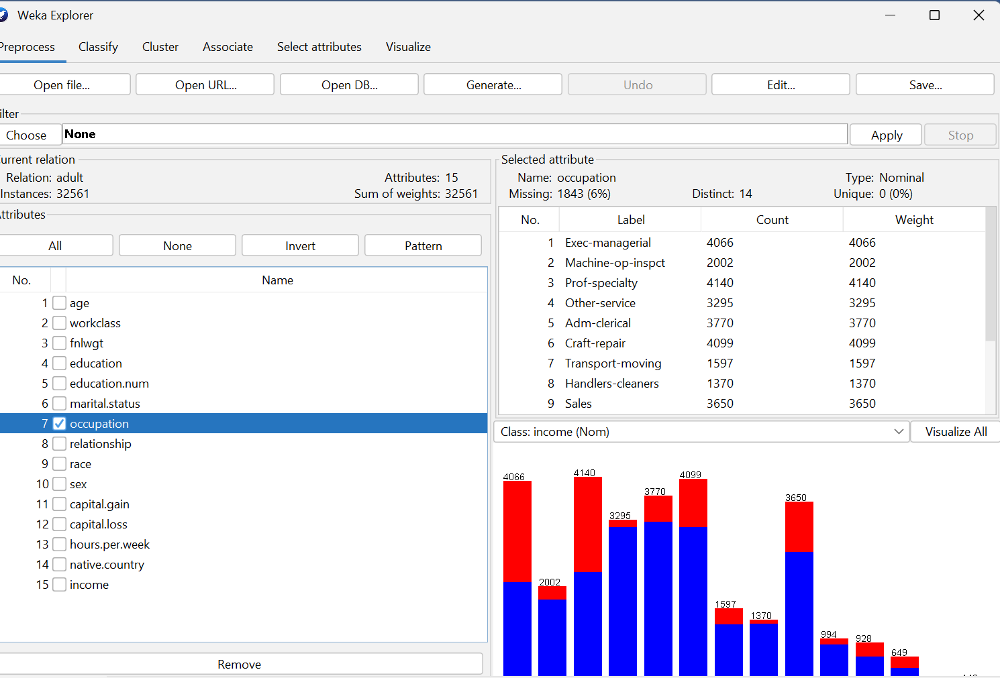 Weka Explorer
Preprocess Classify Cluster Associate Select attributes Visualize
Open file... Open URL... Open DB... Generate... Undo Edit... Save...
ilter
Choose None Apply Stop
urrent relation
Relation: adult Attributes: 15
Instances: 32561 Sum of weights: 32561
ttributes
All None Invert Pattern
No. Name
1 age
2 workclass
3 fnlwgt
4 education
5 education.num
6 marital.status
7 occupation
8 relationship
9 race
10 sex
11 capital.gain
12 capital.loss
13 hours.per.week
14 native.country
15 income
Remove
Selected attribute
Name: occupation Type: Nominal
Missing: 1843 (6%) Distinct: 14 Unique: 0 (0%)
No. Label Count Weight
1 Exec-managerial 4066 4066
2 Machine-op-inspct 2002 2002
3 Prof-specialty 4140 4140
4 Other-service 3295 3295
5 Adm-clerical 3770 3770
6 Craft-repair 4099 4099
7 Transport-moving 1597 1597
8 Handlers-cleaners 1370 1370
9 Sales 3650 3650
Class: income (Nom) Visualize All
4066 2002 4140 3295 3770 4099 1597 1370 3650 994 928 649